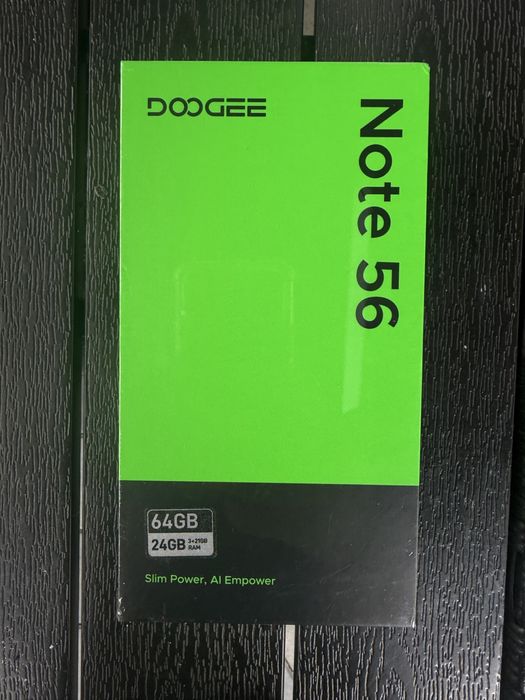 DOOGEE
Note 56
64GB
24GB 3+21GB
RAM
Slim Power, AI Empower